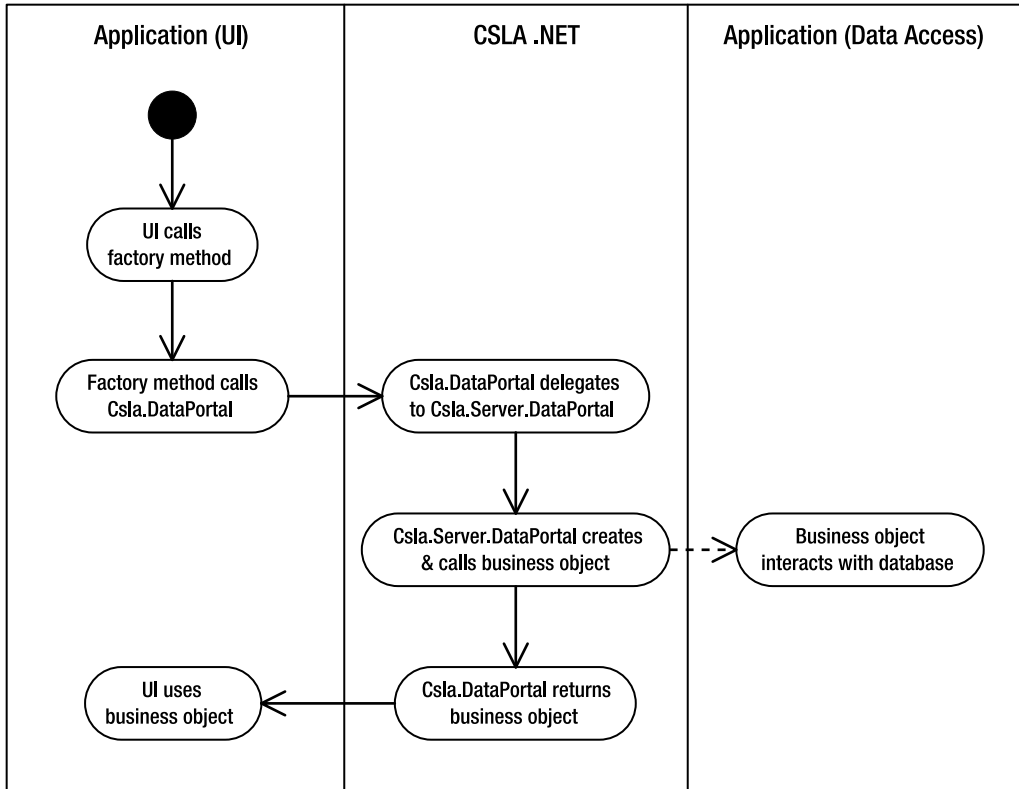 Application (UI)
CSLA .NET
Application (Data Access)
UI calls
factory method
Factory method calls
Csla.DataPortal
Csla.DataPortal delegates
to Csla.Server.DataPortal
Csla.Server.DataPortal creates
& calls business object
Business object
interacts with database
Csla.DataPortal returns
business object
UI uses
business object